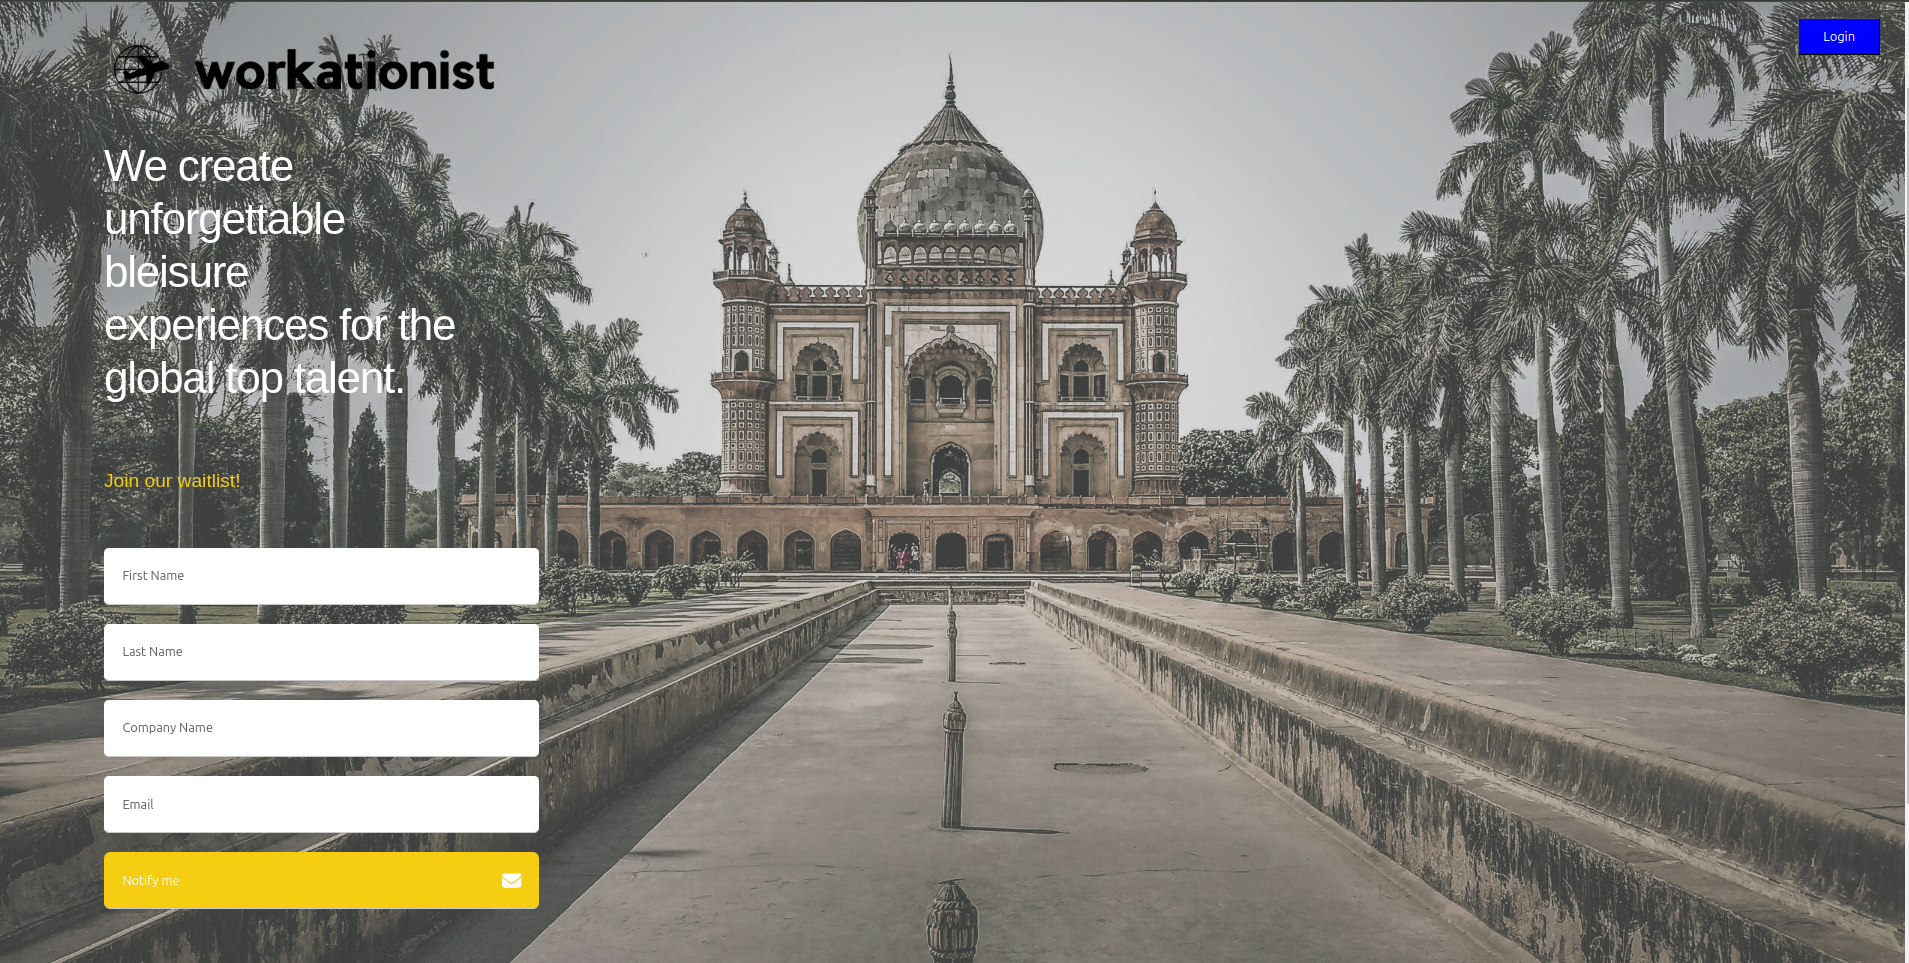 Login
workationist
We create
unforgettable
bleisure
experiences for the
global top talent.
Join our waitlist!
First Name
Last Name
Company Name
Email
Notify me